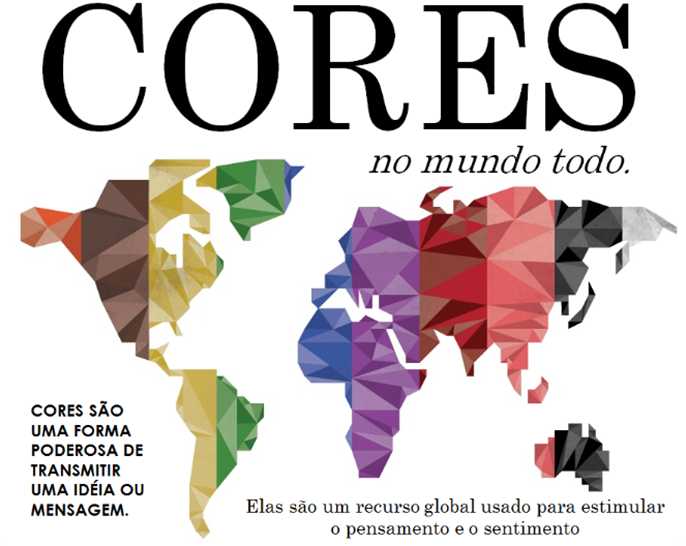 CORES
no mundo todo.
CORES SÃO
UMA FORMA
PODEROSA DE
TRANSMITIR
UMA IDÉIA OU
MENSAGEM.
Elas são um recurso global usado para estimular
o pensamento e o sentimento